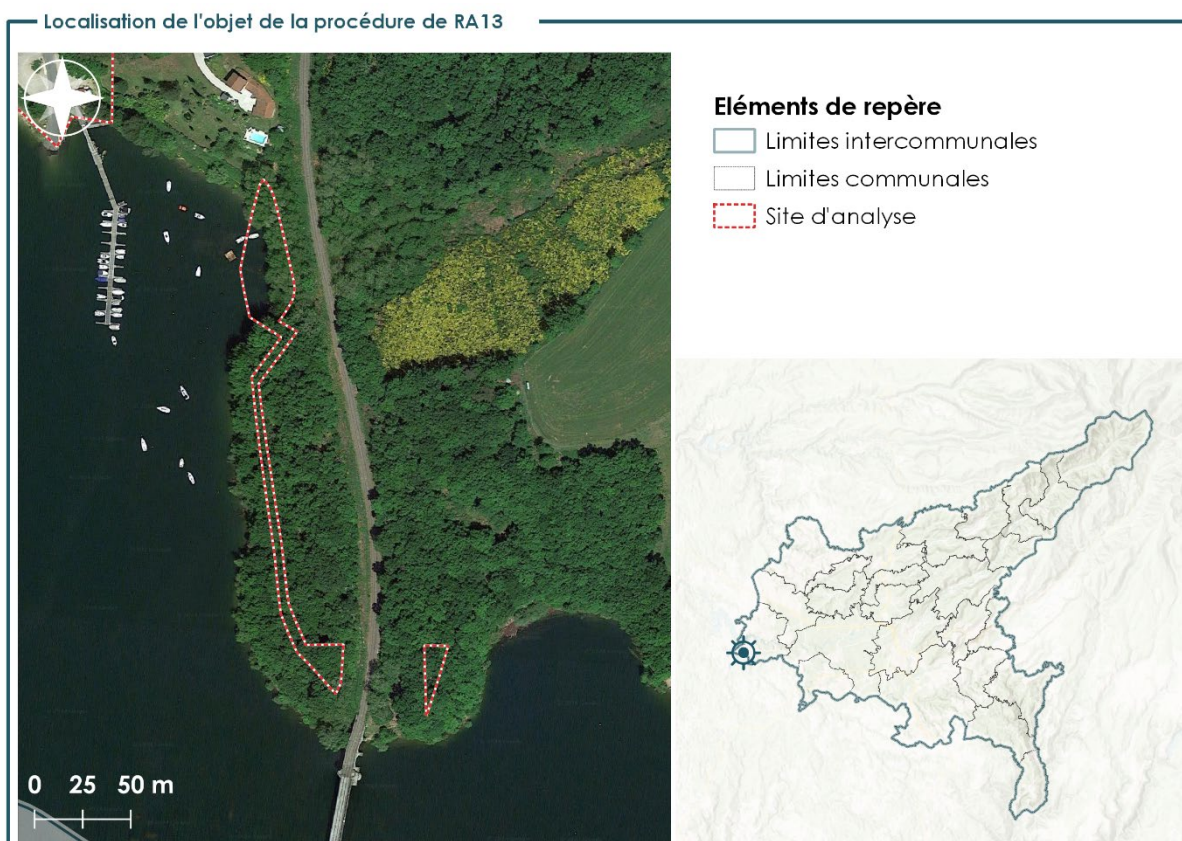 Localisation de l'objet de la procédure de RA13
Eléments de repère
Limites intercommunales
Limites communales
Site d'analyse
0 25 50 m